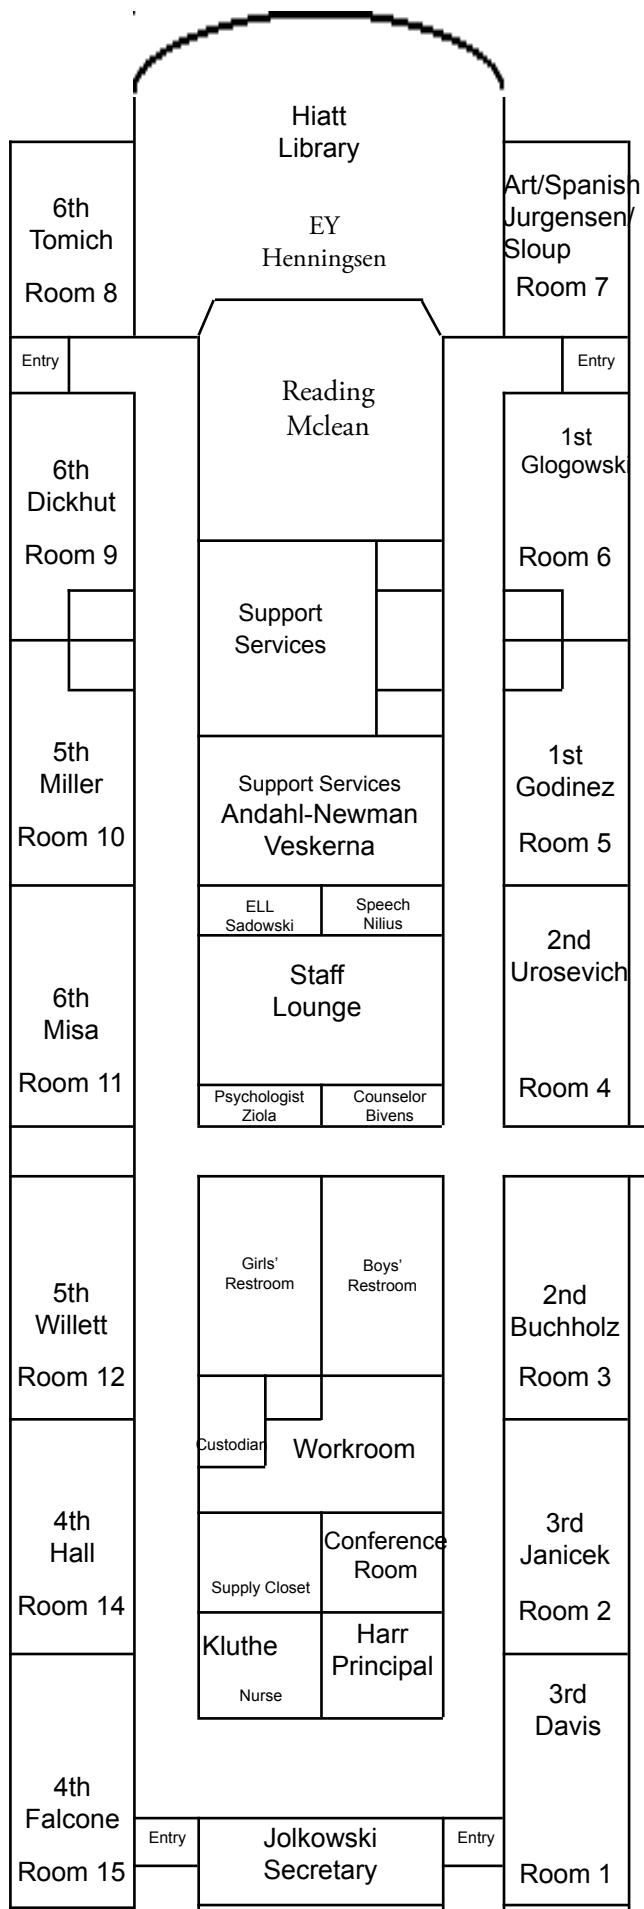 Hiatt
Library
EY
Henningsen
6th
Tomich
Room 8
Art/Spanish
Jurgensen/
Sloup
Room 7
Entry
Entry
Reading
Mclean
6th
Dickhut
Room 9
1st
Glogowski
Room 6
Support
Services
5th
Miller
Room 10
Support Services
Andahl-Newman
Veskerna
1st
Godinez
Room 5
ELL
Sadowski
Speech
Nilius
Staff
Lounge
6th
Misa
Room 11
2nd
Urosevich
Room 4
Psychologist
Ziola
Counselor
Bivens
Girls’
Restroom
Boys’
Restroom
5th
Willett
Room 12
2nd
Buchholz
Room 3
Custodian
Workroom
4th
Hall
Room 14
Supply Closet
Conference
Room
3rd
Janicek
Room 2
Kluthe
Nurse
Harr
Principal
3rd
Davis
Room 1
4th
Falcone
Room 15
Entry
Jolkowski
Secretary
Entry